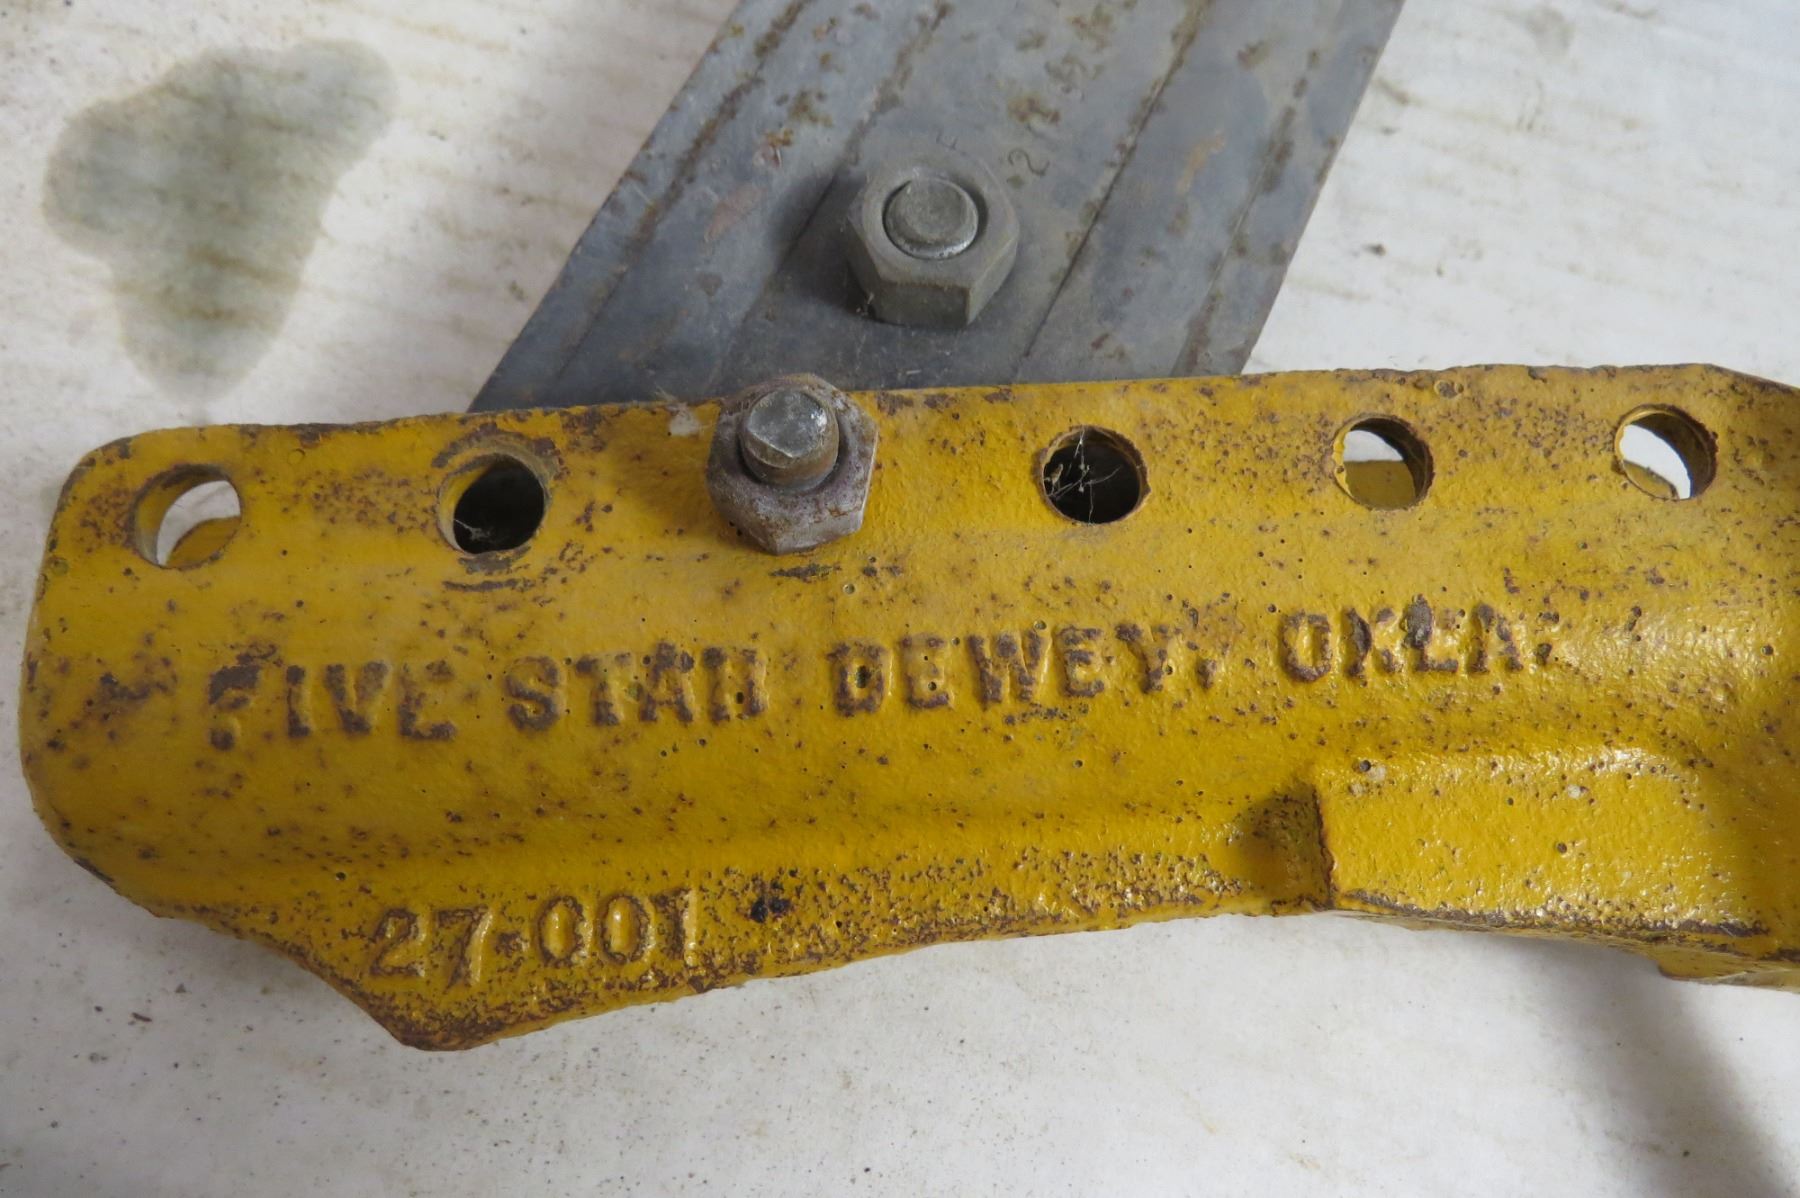 FIVE STAR DEWEY, OKLA.
27-001